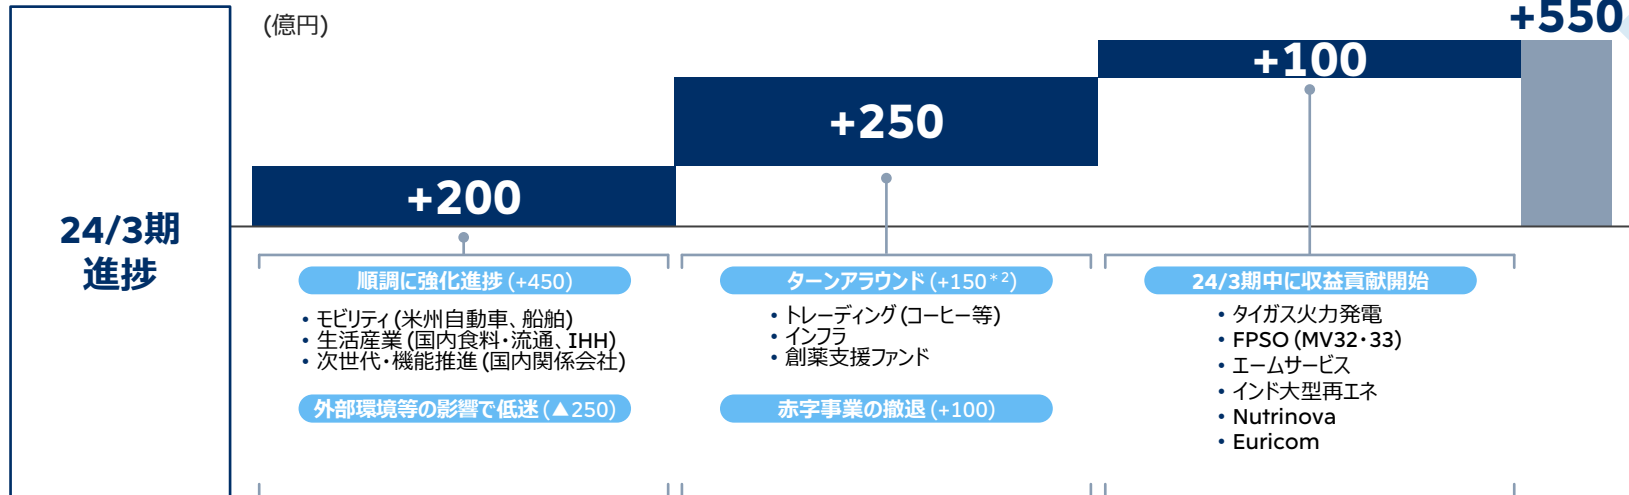 (億円)
+550
+100
+250
+200
24/3期
進捗
順調に強化進捗 (+450)
• モビリティ (米州自動車、船舶)
• 生活産業 (国内食料・流通、IHH)
• 次世代・機能推進 (国内関係会社)
外部環境等の影響で低迷 (▲250)
ターンアラウンド (+150*2)
• トレーディング (コーヒー等)
• インフラ
• 創薬支援ファンド
赤字事業の撤退 (+100)
24/3期中に収益貢献開始
• タイガス火力発電
• FPSO (MV32・33)
• エームサービス
• インド大型再エネ
• Nutrinova
• Euricom